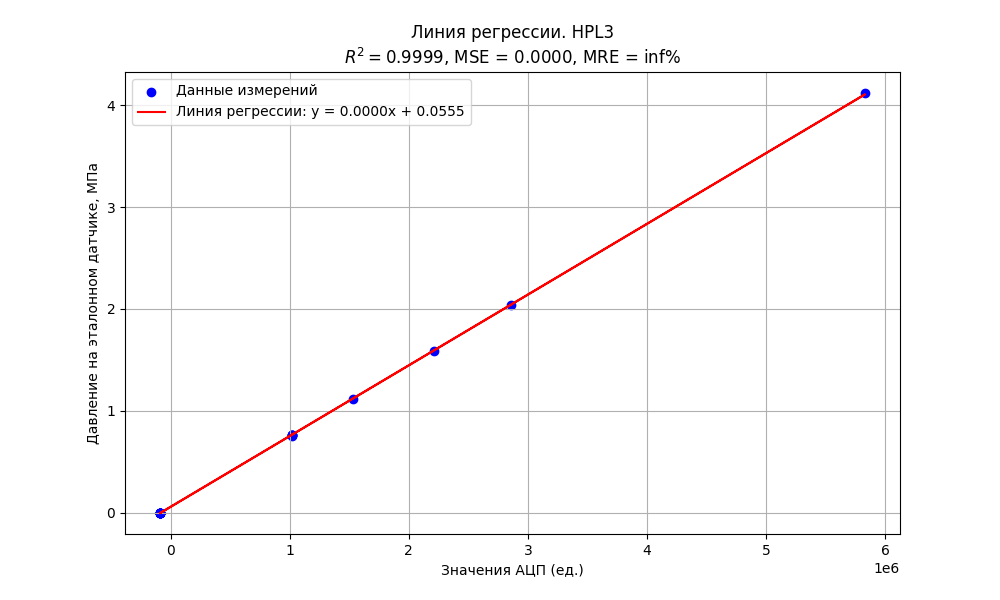 Линия регрессии. HPL3
R² = 0.9999, MSE = 0.0000, MRE = inf%
Данные измерений
Линия регрессии: y = 0.0000x + 0.0555
Давление на эталонном датчике, МПа
4
3
2
1
0
0 1 2 3 4 5 6
1e6
Значения АЦП (ед.)